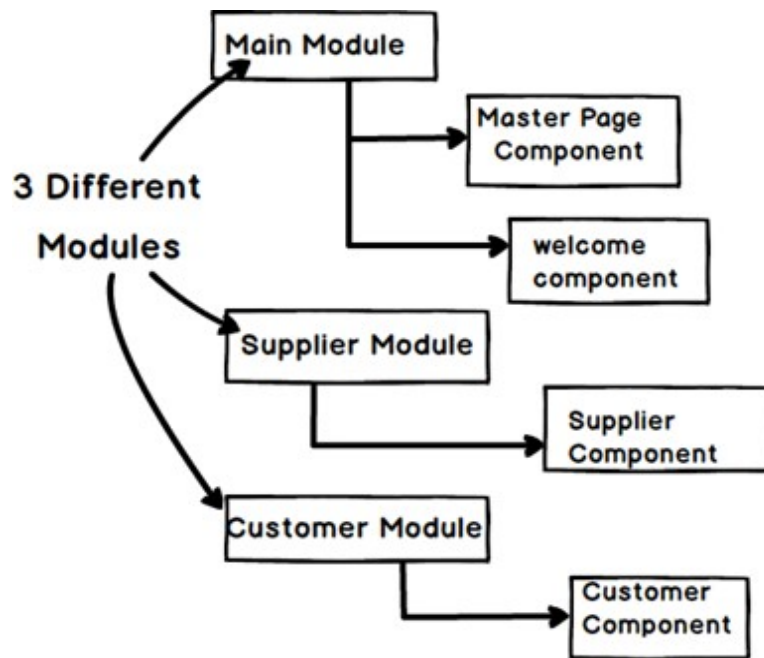 Main Module
Master Page
Component
3 Different
Modules
welcome
component
Supplier Module
Supplier
Component
Customer Module
Customer
Component